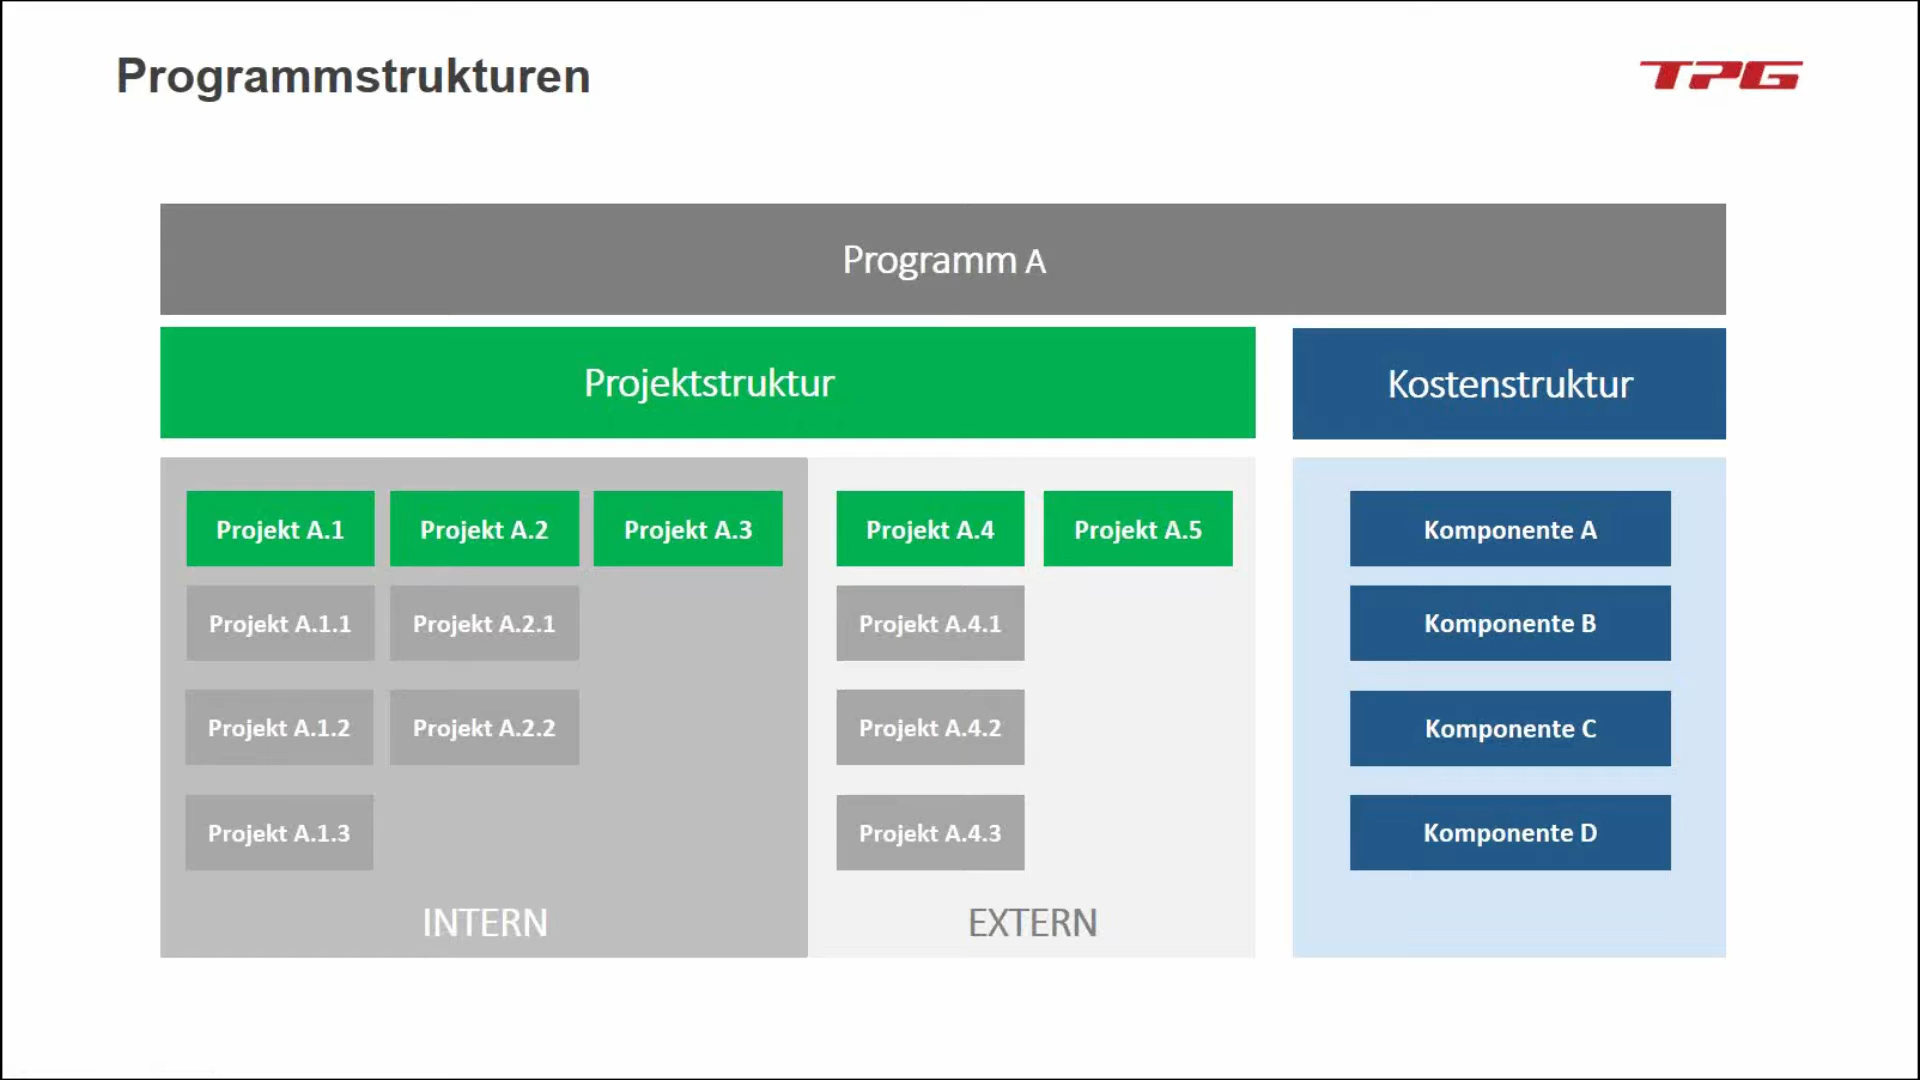 Programmstrukturen
TPG
Programm A
Projektstruktur
Kostenstruktur
Projekt A.1
Projekt A.2
Projekt A.3
Projekt A.4
Projekt A.5
Komponente A
Projekt A.1.1
Projekt A.2.1
Projekt A.4.1
Komponente B
Projekt A.1.2
Projekt A.2.2
Projekt A.4.2
Komponente C
Projekt A.1.3
Projekt A.4.3
Komponente D
INTERN
EXTERN